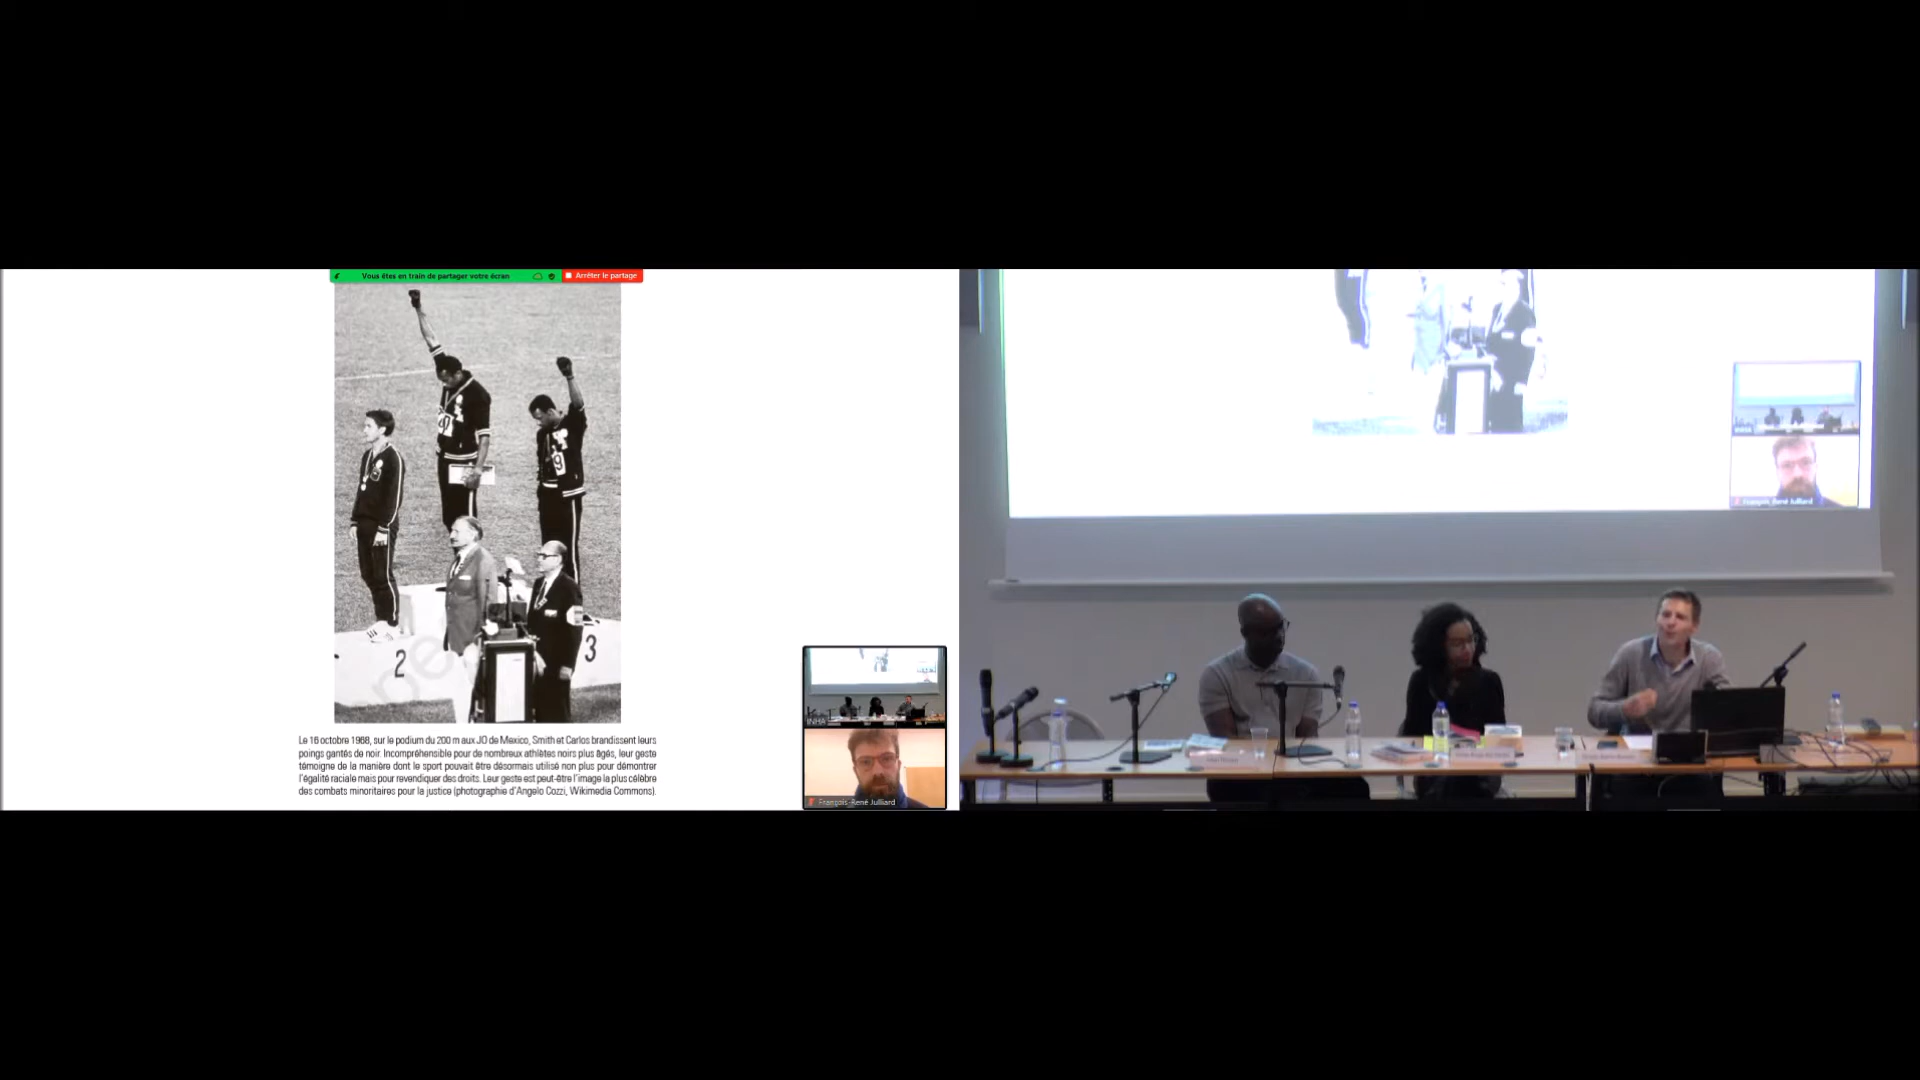 Vous êtes en train de partager votre écran
Arrêter le partage
9
2
3
Le 16 octobre 1968, sur le podium du 200 m aux JO de Mexico, Smith et Carlos brandissent leurs
poings gantés de noir. Incompréhensible pour de nombreux athlètes noirs plus âgés, leur geste
témoigne de la manière dont le sport pouvait être désormais utilisé non plus pour démontrer
l'égalité raciale mais pour revendiquer des droits. Leur geste est peut-être l'image la plus célèbre
des combats minoritaires pour la justice (photographie d'Angelo Cozzi, Wikimedia Commons).
INHA
François-René Julliard
François-René Julliard